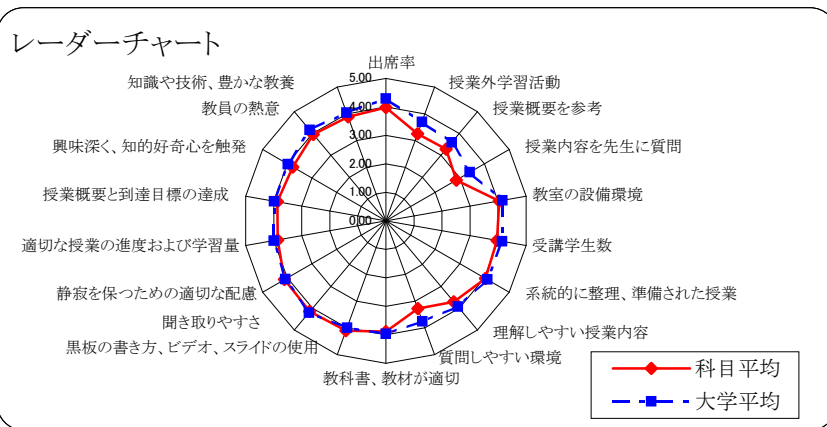 レーダーチャート
出席率
授業外学習活動
授業概要を参考
授業内容を先生に質問
教室の設備環境
受講学生数
系統的に整理、準備された授業
理解しやすい授業内容
質問しやすい環境
教科書、教材が適切
黒板の書き方、ビデオ、スライドの使用
聞き取りやすさ
静寂を保つための適切な配慮
適切な授業の進度および学習量
授業概要と到達目標の達成
興味深く、知的好奇心を触発
教員の熱意
知識や技術、豊かな教養
5.00
4.00
3.00
2.00
1.00
0.00
科目平均
大学平均